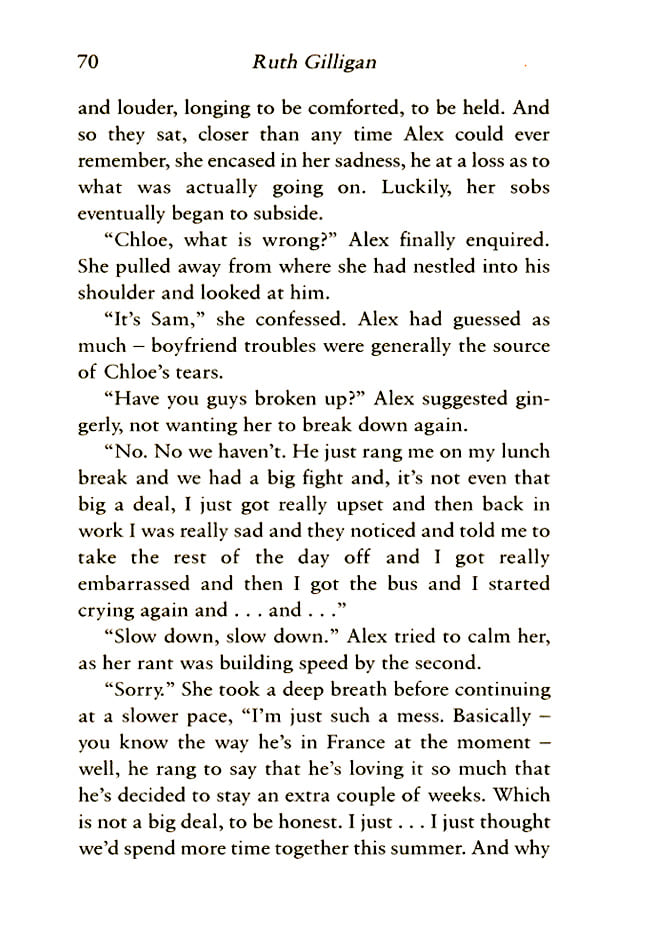 70 Ruth Gilligan
and louder, longing to be comforted, to be held. And
so they sat, closer than any time Alex could ever
remember, she encased in her sadness, he at a loss as to
what was actually going on. Luckily, her sobs
eventually began to subside.
“Chloe, what is wrong?” Alex finally enquired.
She pulled away from where she had nestled into his
shoulder and looked at him.
“It’s Sam,” she confessed. Alex had guessed as
much – boyfriend troubles were generally the source
of Chloe’s tears.
“Have you guys broken up?” Alex suggested gin-
gerly, not wanting her to break down again.
“No. No we haven’t. He just rang me on my lunch
break and we had a big fight and, it’s not even that
big a deal, I just got really upset and then back in
work I was really sad and they noticed and told me to
take the rest of the day off and I got really
embarrassed and then I got the bus and I started
crying again and . . . and . . .”
“Slow down, slow down.” Alex tried to calm her,
as her rant was building speed by the second.
“Sorry.” She took a deep breath before continuing
at a slower pace, “I’m just such a mess. Basically –
you know the way he’s in France at the moment –
well, he rang to say that he’s loving it so much that
he’s decided to stay an extra couple of weeks. Which
is not a big deal, to be honest. I just . . . I just thought
we’d spend more time together this summer. And why